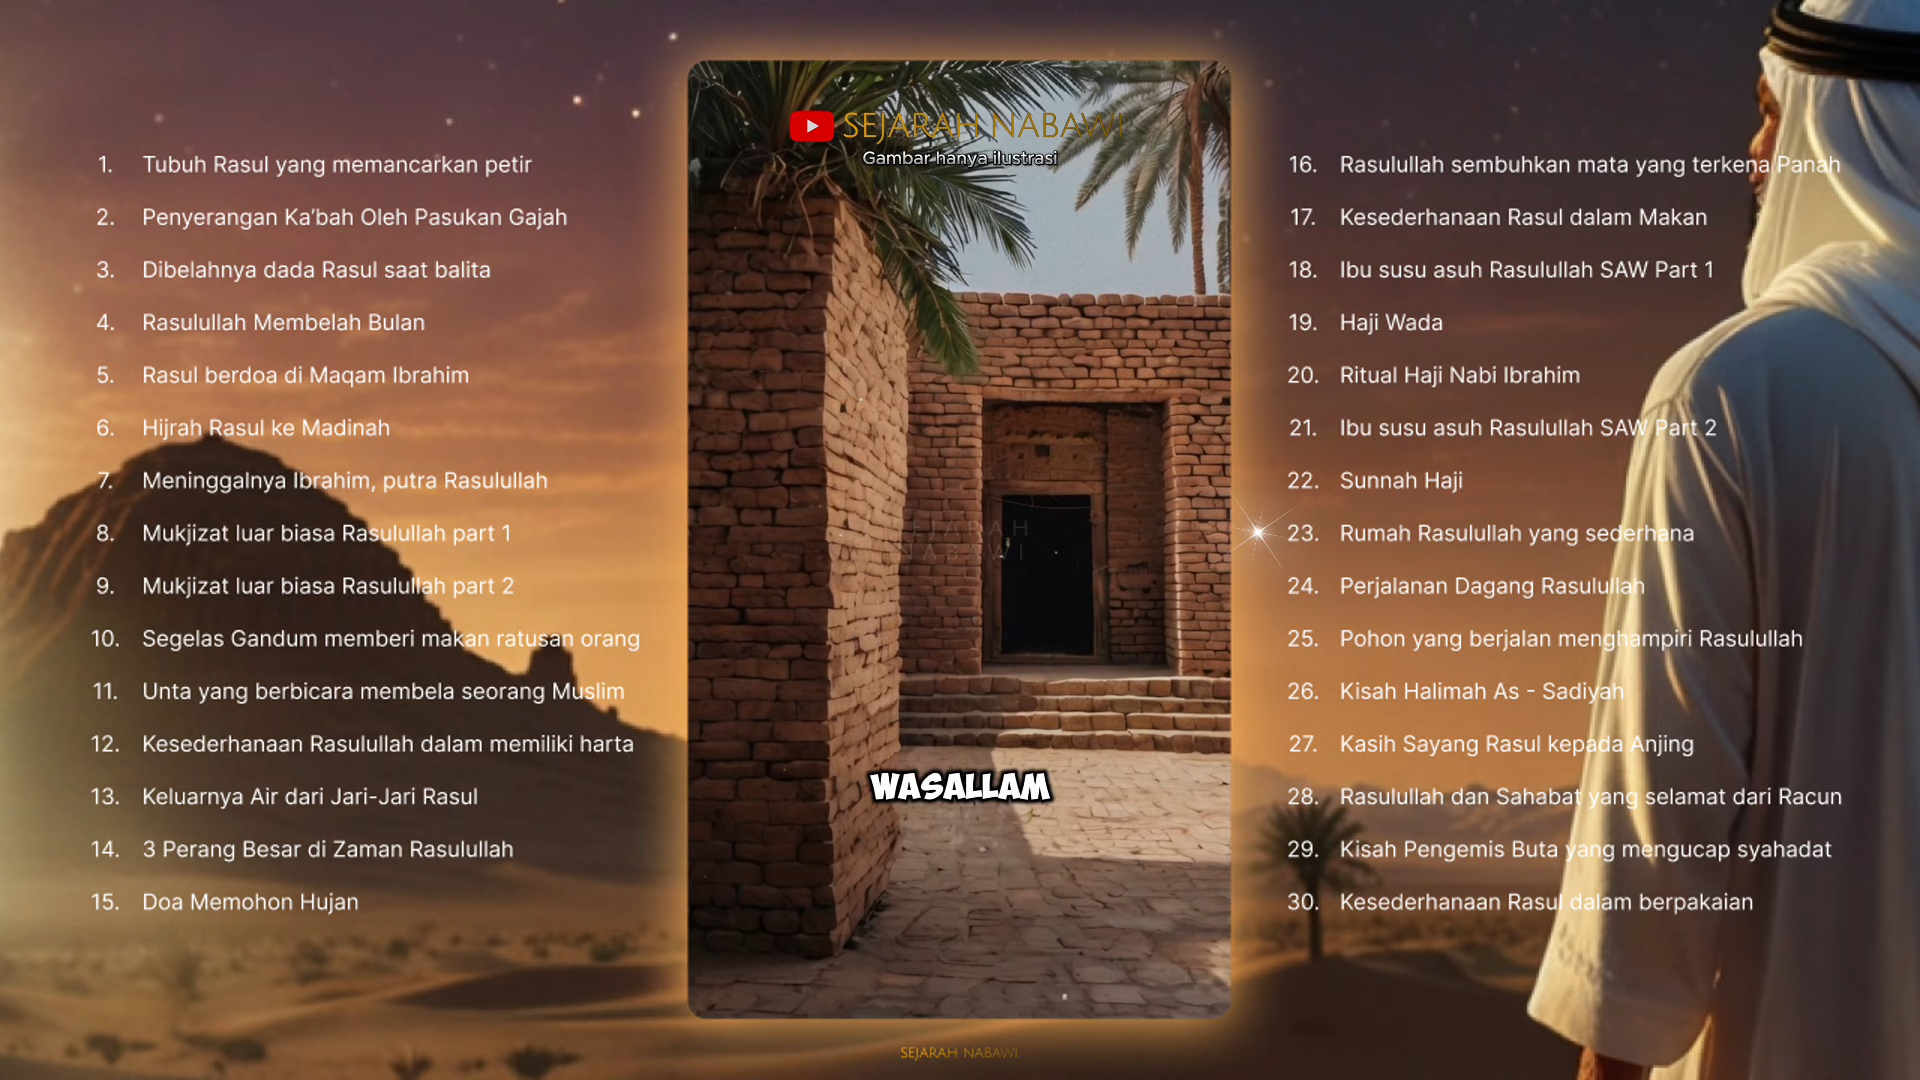 1. Tubuh Rasul yang memancarkan petir
2. Penyerangan Ka’bah Oleh Pasukan Gajah
3. Dibelahnya dada Rasul saat balita
4. Rasulullah Membelah Bulan
5. Rasul berdoa di Maqam Ibrahim
6. Hijrah Rasul ke Madinah
7. Meninggalnya Ibrahim, putra Rasulullah
8. Mukjizat luar biasa Rasulullah part 1
9. Mukjizat luar biasa Rasulullah part 2
10. Segelas Gandum memberi makan ratusan orang
11. Unta yang berbicara membela seorang Muslim
12. Kesederhanaan Rasulullah dalam memiliki harta
13. Keluarnya Air dari Jari-Jari Rasul
14. 3 Perang Besar di Zaman Rasulullah
15. Doa Memohon Hujan
SEJARAH NABAWI
Gambar hanya ilustrasi
SEJARAH
NABAWI
WASALLAM
SEJARAH NABAWI
16. Rasulullah sembuhkan mata yang terkena Panah
17. Kesederhanaan Rasul dalam Makan
18. Ibu susu asuh Rasulullah SAW Part 1
19. Haji Wada
20. Ritual Haji Nabi Ibrahim
21. Ibu susu asuh Rasulullah SAW Part 2
22. Sunnah Haji
23. Rumah Rasulullah yang sederhana
24. Perjalanan Dagang Rasulullah
25. Pohon yang berjalan menghampiri Rasulullah
26. Kisah Halimah As - Sadiyah
27. Kasih Sayang Rasul kepada Anjing
28. Rasulullah dan Sahabat yang selamat dari Racun
29. Kisah Pengemis Buta yang mengucap syahadat
30. Kesederhanaan Rasul dalam berpakaian